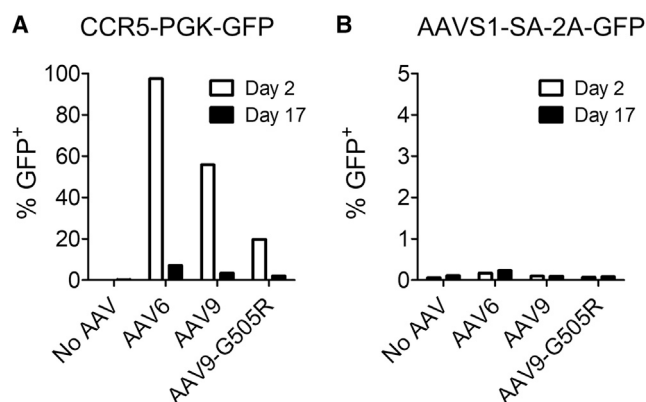 A CCR5-PGK-GFP
% GFP+
100
80
60
40
20
0
Day 2
Day 17
No AAV
AAV6
AAV9
AAV9-G505R
B AAVS1-SA-2A-GFP
% GFP+
5
4
3
2
1
0
Day 2
Day 17
No AAV
AAV6
AAV9
AAV9-G505R